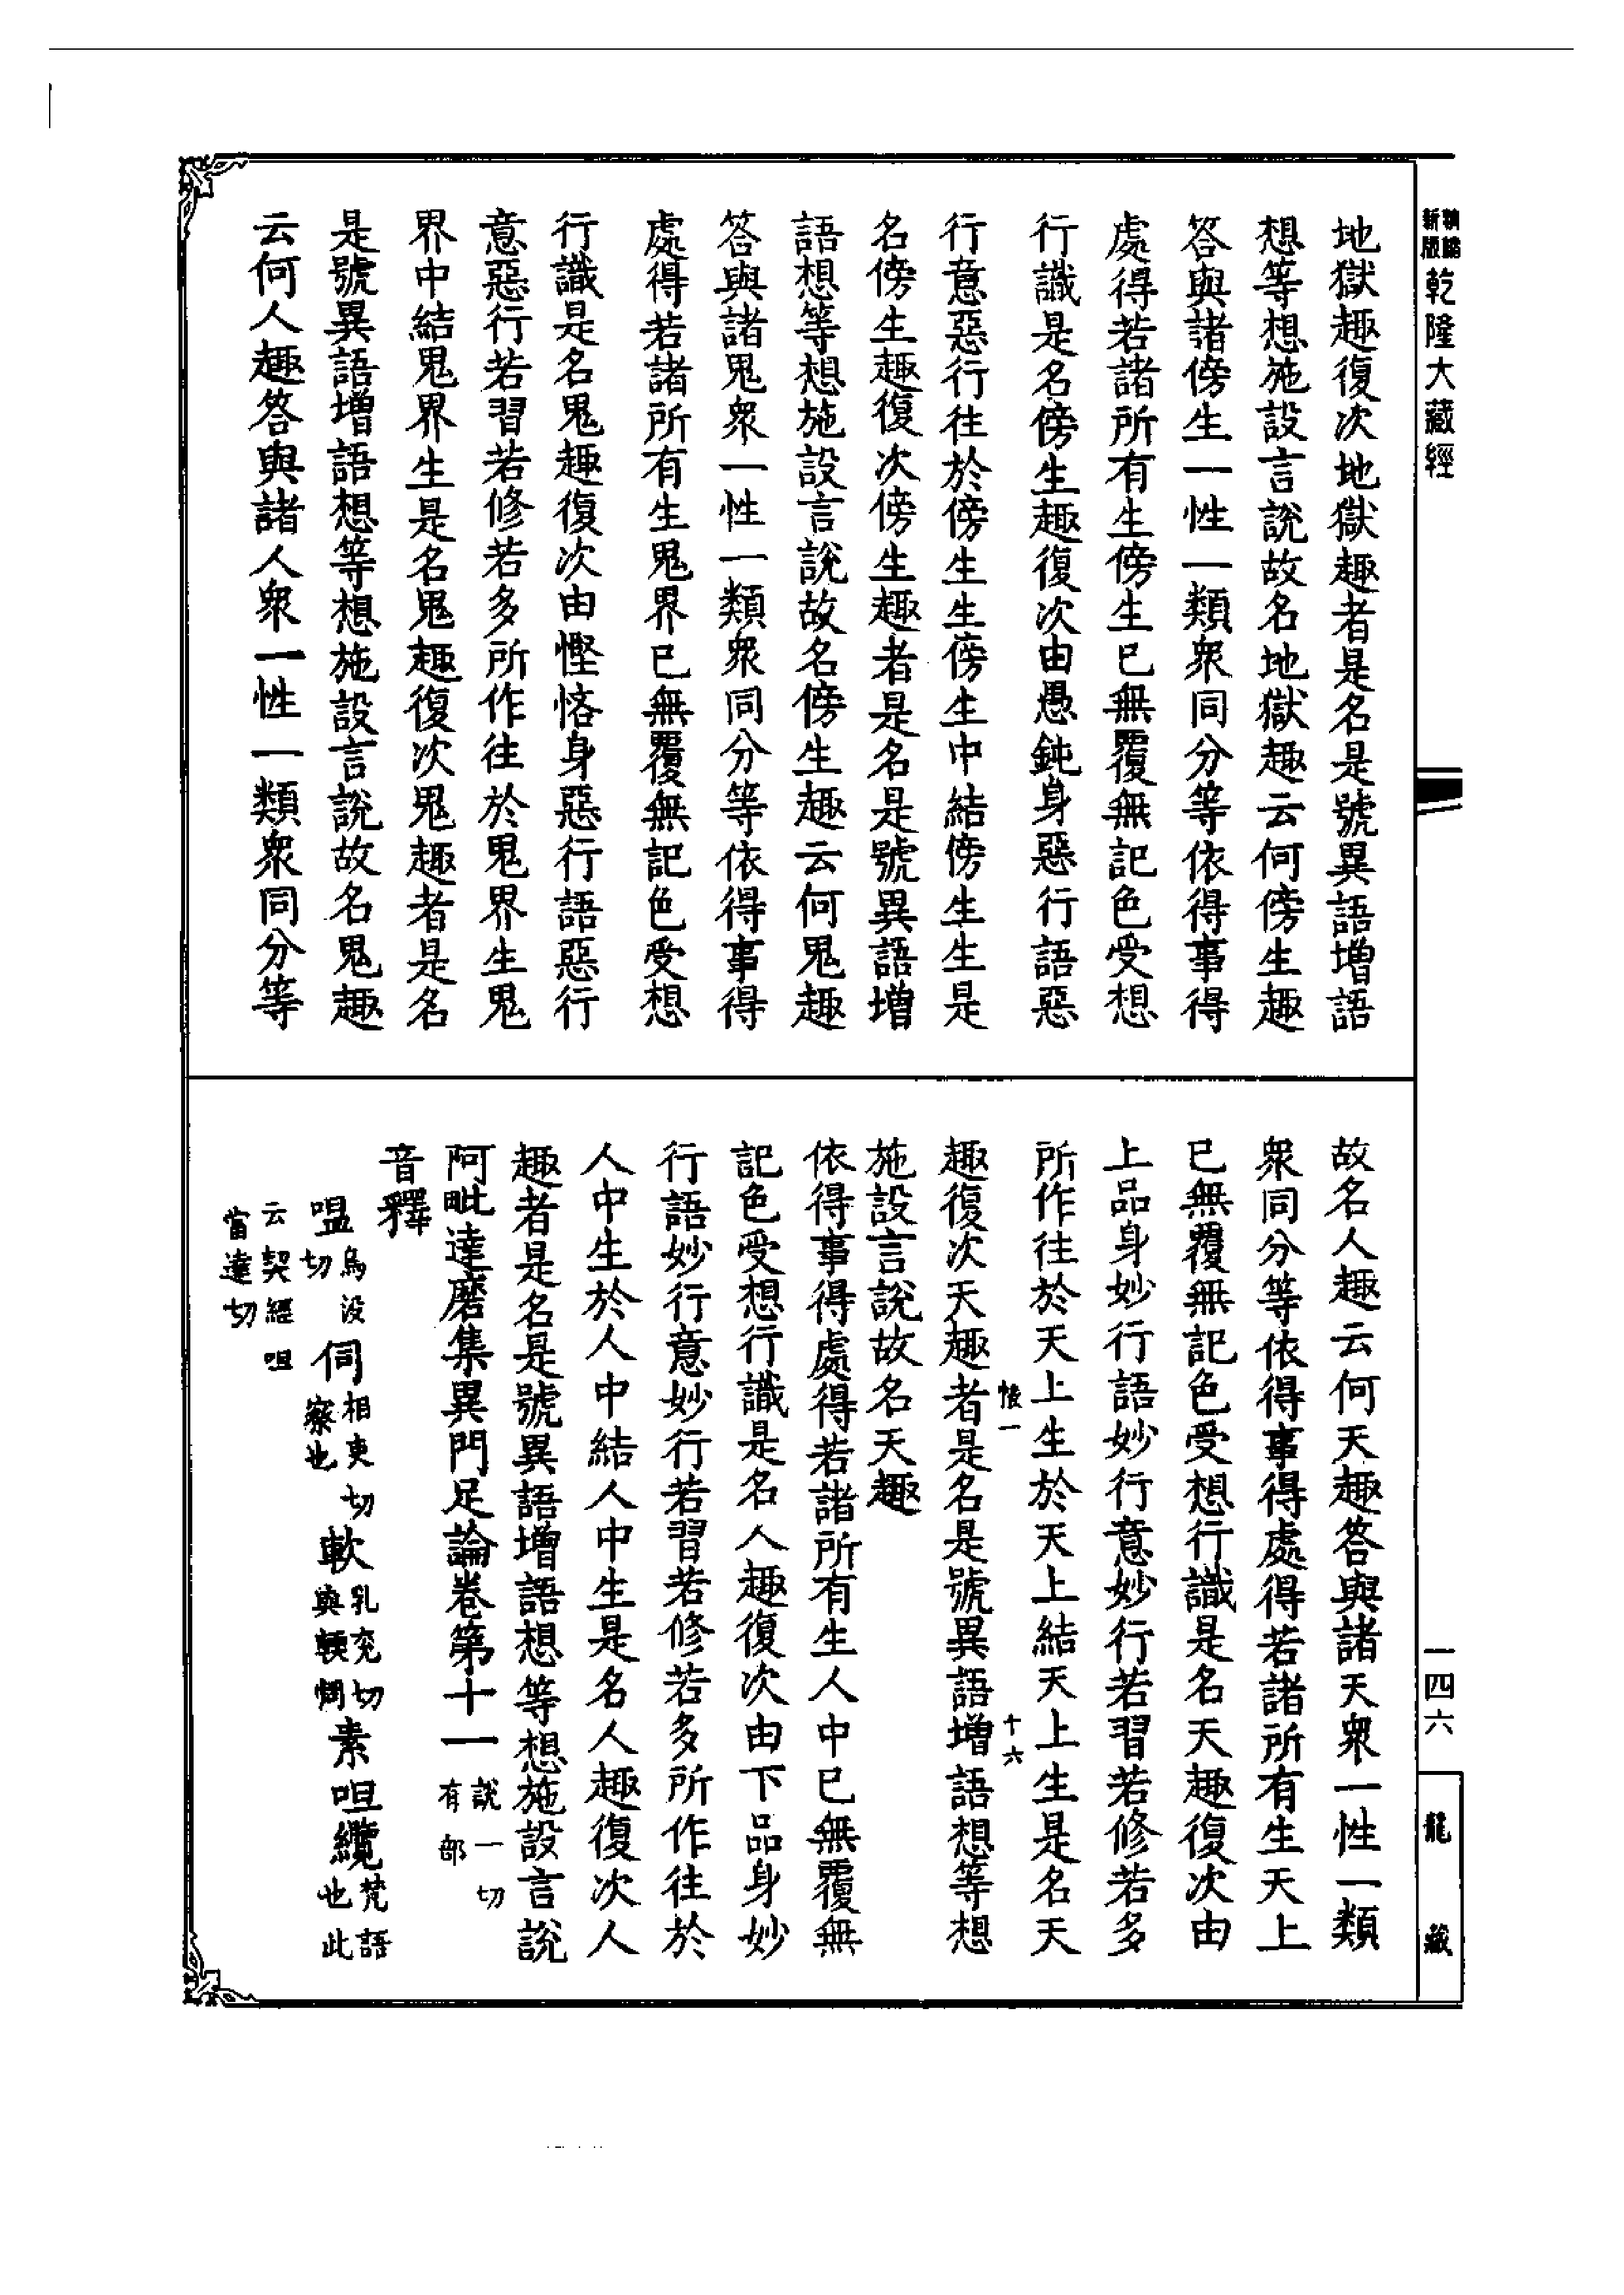 新版
精編
乾隆大藏經
地獄趣復次地獄趣者是名是號異語增語
想等想施設言說故名地獄趣云何傍生趣
答與諸傍生一性一類眾同分等依得事得
處得若諸所有生傍生已無覆無記色受想
行識是名傍生趣復次由愚鈍身惡行語惡
行意惡行往於傍生生傍生中結傍生生是
名傍生趣復次傍生趣者是名是號異語增
語想等想施設言說故名傍生趣云何鬼趣
答與諸鬼眾一性一類眾同分等依得事得
處得若諸所有生鬼界已無覆無記色受想
行識是名鬼趣復次由慳悋身惡行語惡行
意惡行若習若修若多所作往於鬼界生鬼
界中結鬼界生是名鬼趣復次鬼趣者是名
是號異語增語想等想施設言說故名鬼趣
云何人趣答與諸人眾一性一類眾同分等
依得事得處得若諸所有生人中已無覆無
記色受想行識是名人趣復次由下品身妙
行語妙行意妙行若習若修若多所作往於
人中生於人中結人中生是名人趣復次人
趣者是名是號異語增語想等想施設言說
故名人趣云何天趣答與諸天眾一性一類
眾同分等依得事得處得若諸所有生天上
已無覆無記色受想行識是名天趣復次由
上品身妙行語妙行意妙行若習若修若多
所作往於天上生於天上結天上生是名天
趣復次天趣者是名是號異語增語想等想
施設言說故名天趣
阿毗達磨集異門足論卷第十一 說一切有部
音釋
嗢 烏沒切 伺 相吏切察也 軟 乳兖切與輭同 素呾纜 梵語也此
云契經呾當達切
十六
一四六
龍藏